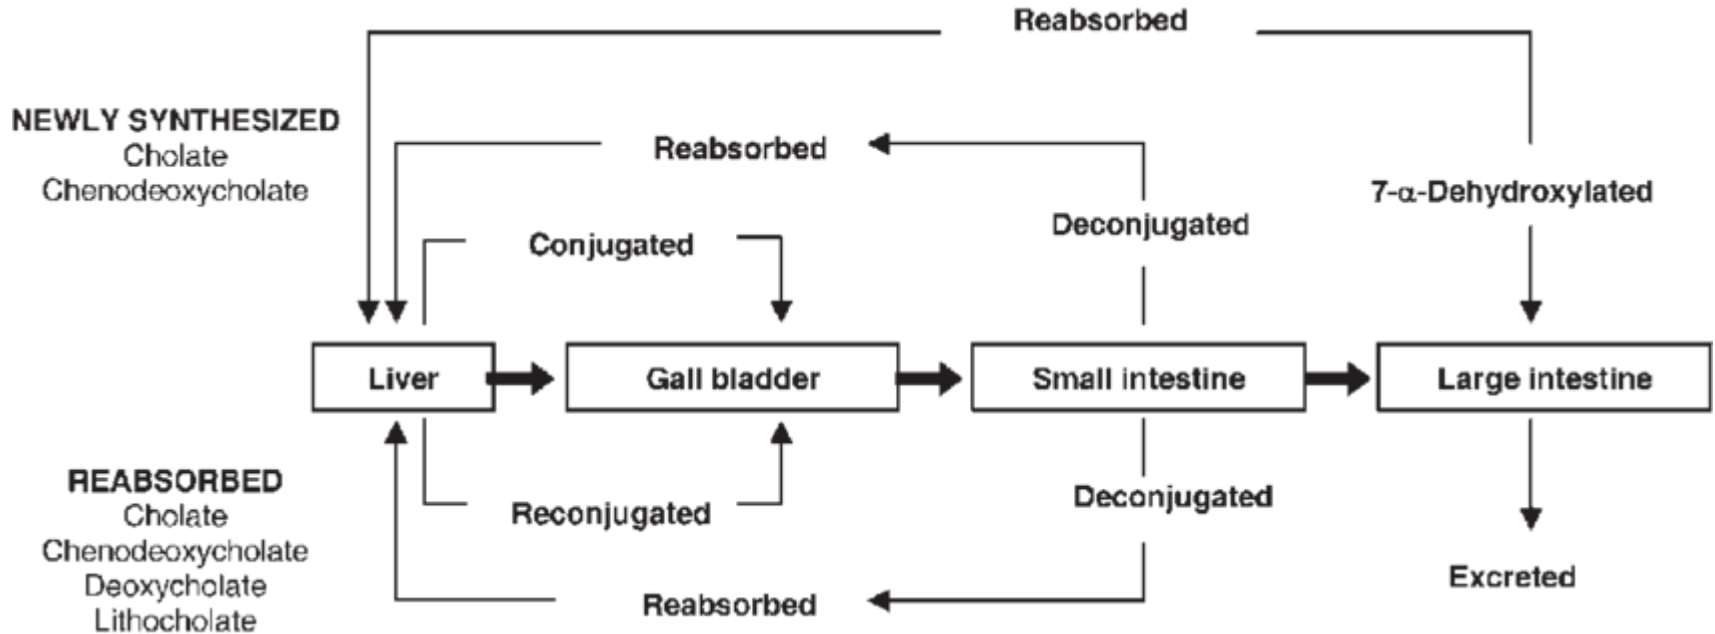 Reabsorbed
NEWLY SYNTHESIZED
Cholate
Chenodeoxycholate
Reabsorbed
7-α-Dehydroxylated
Deconjugated
Conjugated
Liver
Gall bladder
Small intestine
Large intestine
REABSORBED
Cholate
Chenodeoxycholate
Deoxycholate
Lithocholate
Reconjugated
Deconjugated
Reabsorbed
Excreted